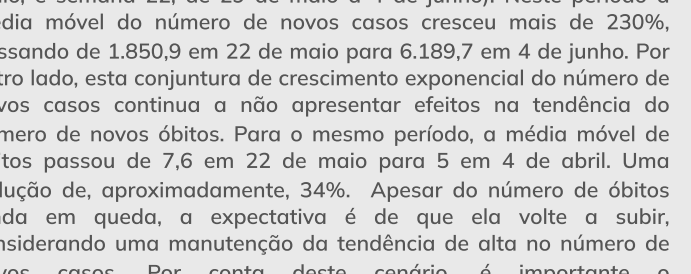 semana 22, de 29 de maio a 4 de junho). Neste período a
média móvel do número de novos casos cresceu mais de 230%,
passando de 1.850,9 em 22 de maio para 6.189,7 em 4 de junho. Por
outro lado, esta conjuntura de crescimento exponencial do número de
novos casos continua a não apresentar efeitos na tendência do
número de novos óbitos. Para o mesmo período, a média móvel de
óbitos passou de 7,6 em 22 de maio para 5 em 4 de abril. Uma
redução de, aproximadamente, 34%. Apesar do número de óbitos
ainda em queda, a expectativa é de que ela volte a subir,
considerando uma manutenção da tendência de alta no número de
novos casos. Por conta deste cenário, é importante o